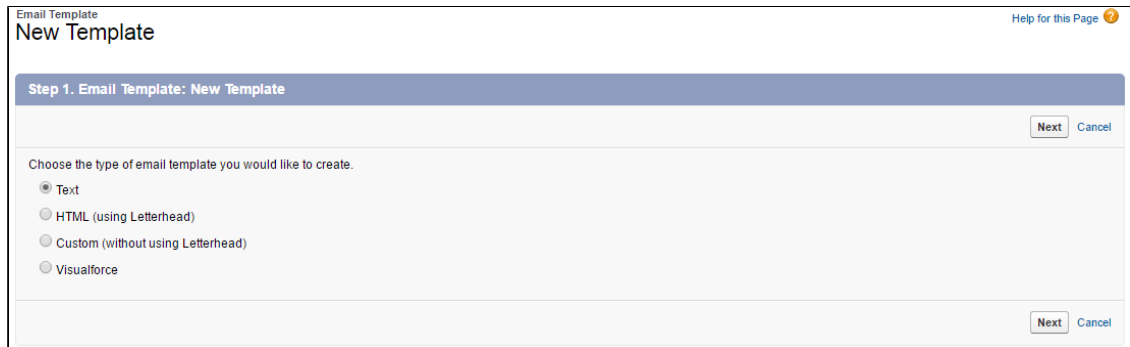 Email Template
New Template
Help for this Page
Step 1. Email Template: New Template
Next Cancel
Choose the type of email template you would like to create.
Text
HTML (using Letterhead)
Custom (without using Letterhead)
Visualforce
Next Cancel